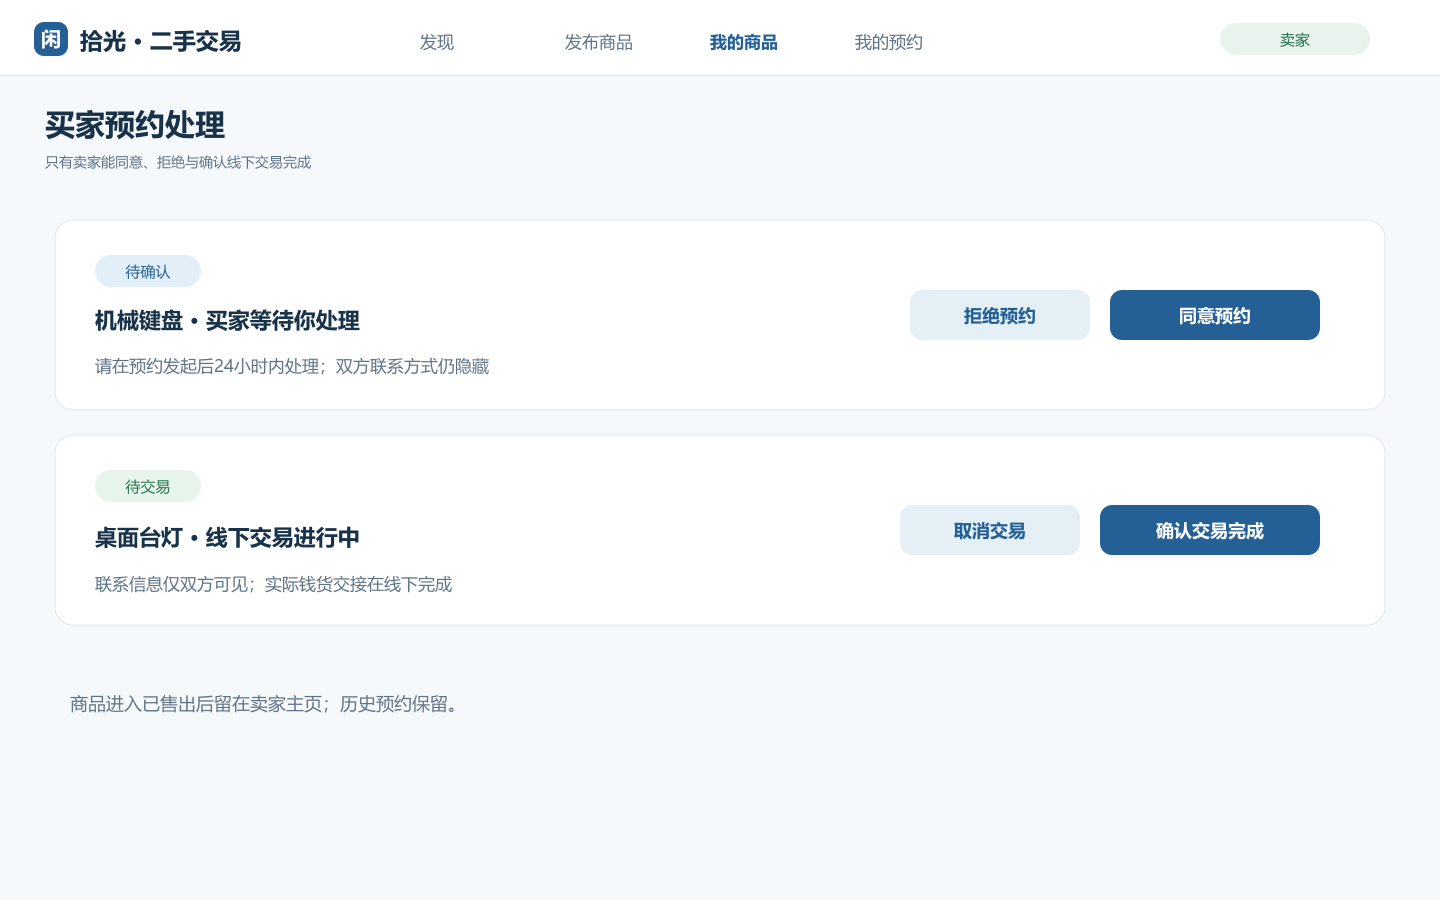 闲 拾光·二手交易 发现 发布商品 我的商品 我的预约 卖家
买家预约处理
只有卖家能同意、拒绝与确认线下交易完成
待确认
机械键盘·买家等待你处理
拒绝预约 同意预约
请在预约发起后24小时内处理；双方联系方式仍隐藏
待交易
桌面台灯·线下交易进行中
取消交易 确认交易完成
联系信息仅双方可见；实际钱货交接在线下完成
商品进入已售出后留在卖家主页；历史预约保留。